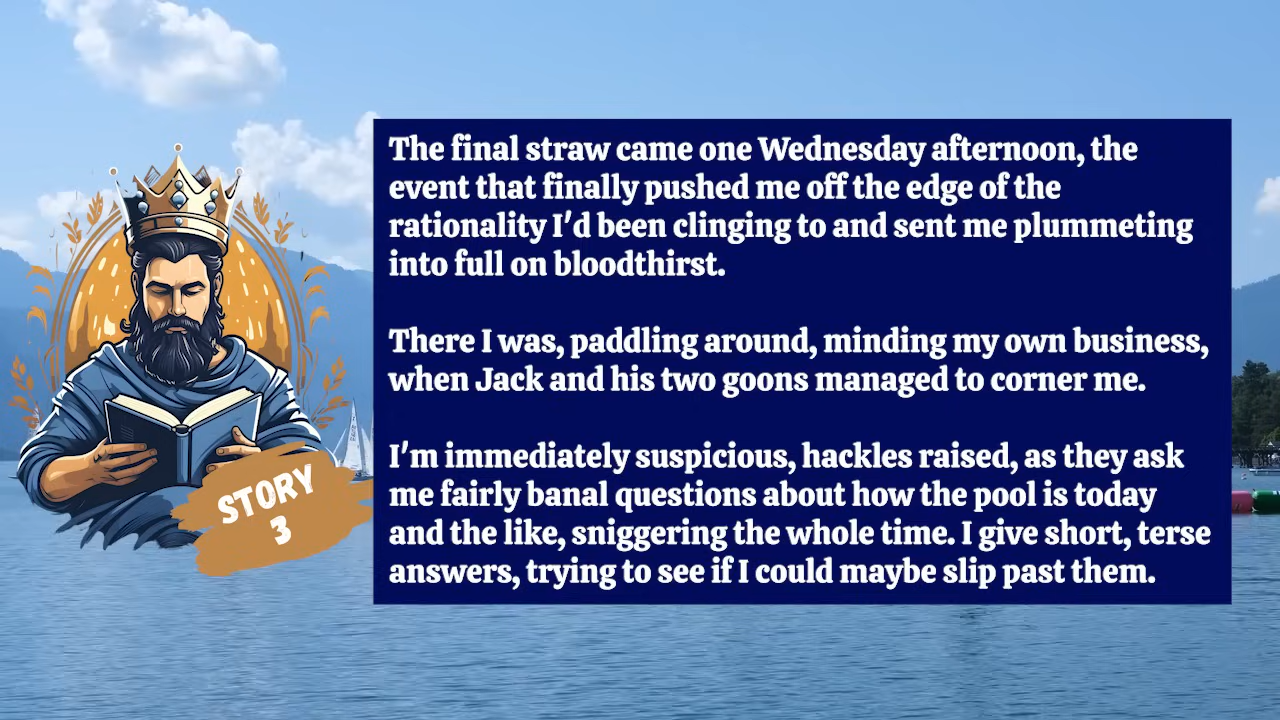 The final straw came one Wednesday afternoon, the
event that finally pushed me off the edge of the
rationality I'd been clinging to and sent me plummeting
into full on bloodthirst.
There I was, paddling around, minding my own business,
when Jack and his two goons managed to corner me.
I'm immediately suspicious, hackles raised, as they ask
me fairly banal questions about how the pool is today
and the like, sniggering the whole time. I give short, terse
answers, trying to see if I could maybe slip past them.
STORY
3